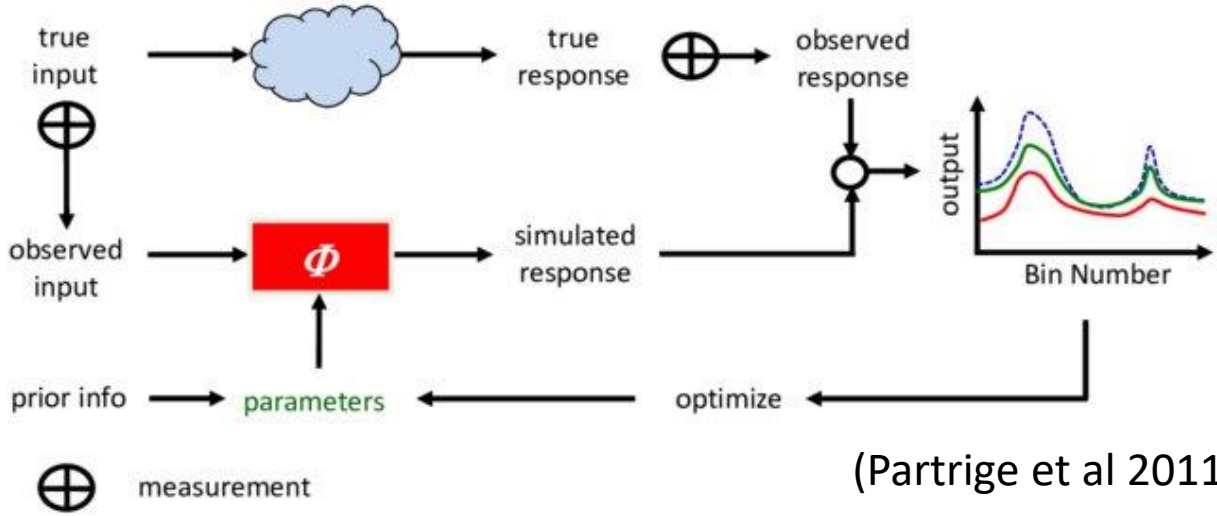 true
input
true
response
observed
response
output
Bin Number
observed
input
Φ
simulated
response
prior info
parameters
optimize
measurement
(Partrige et al 2011